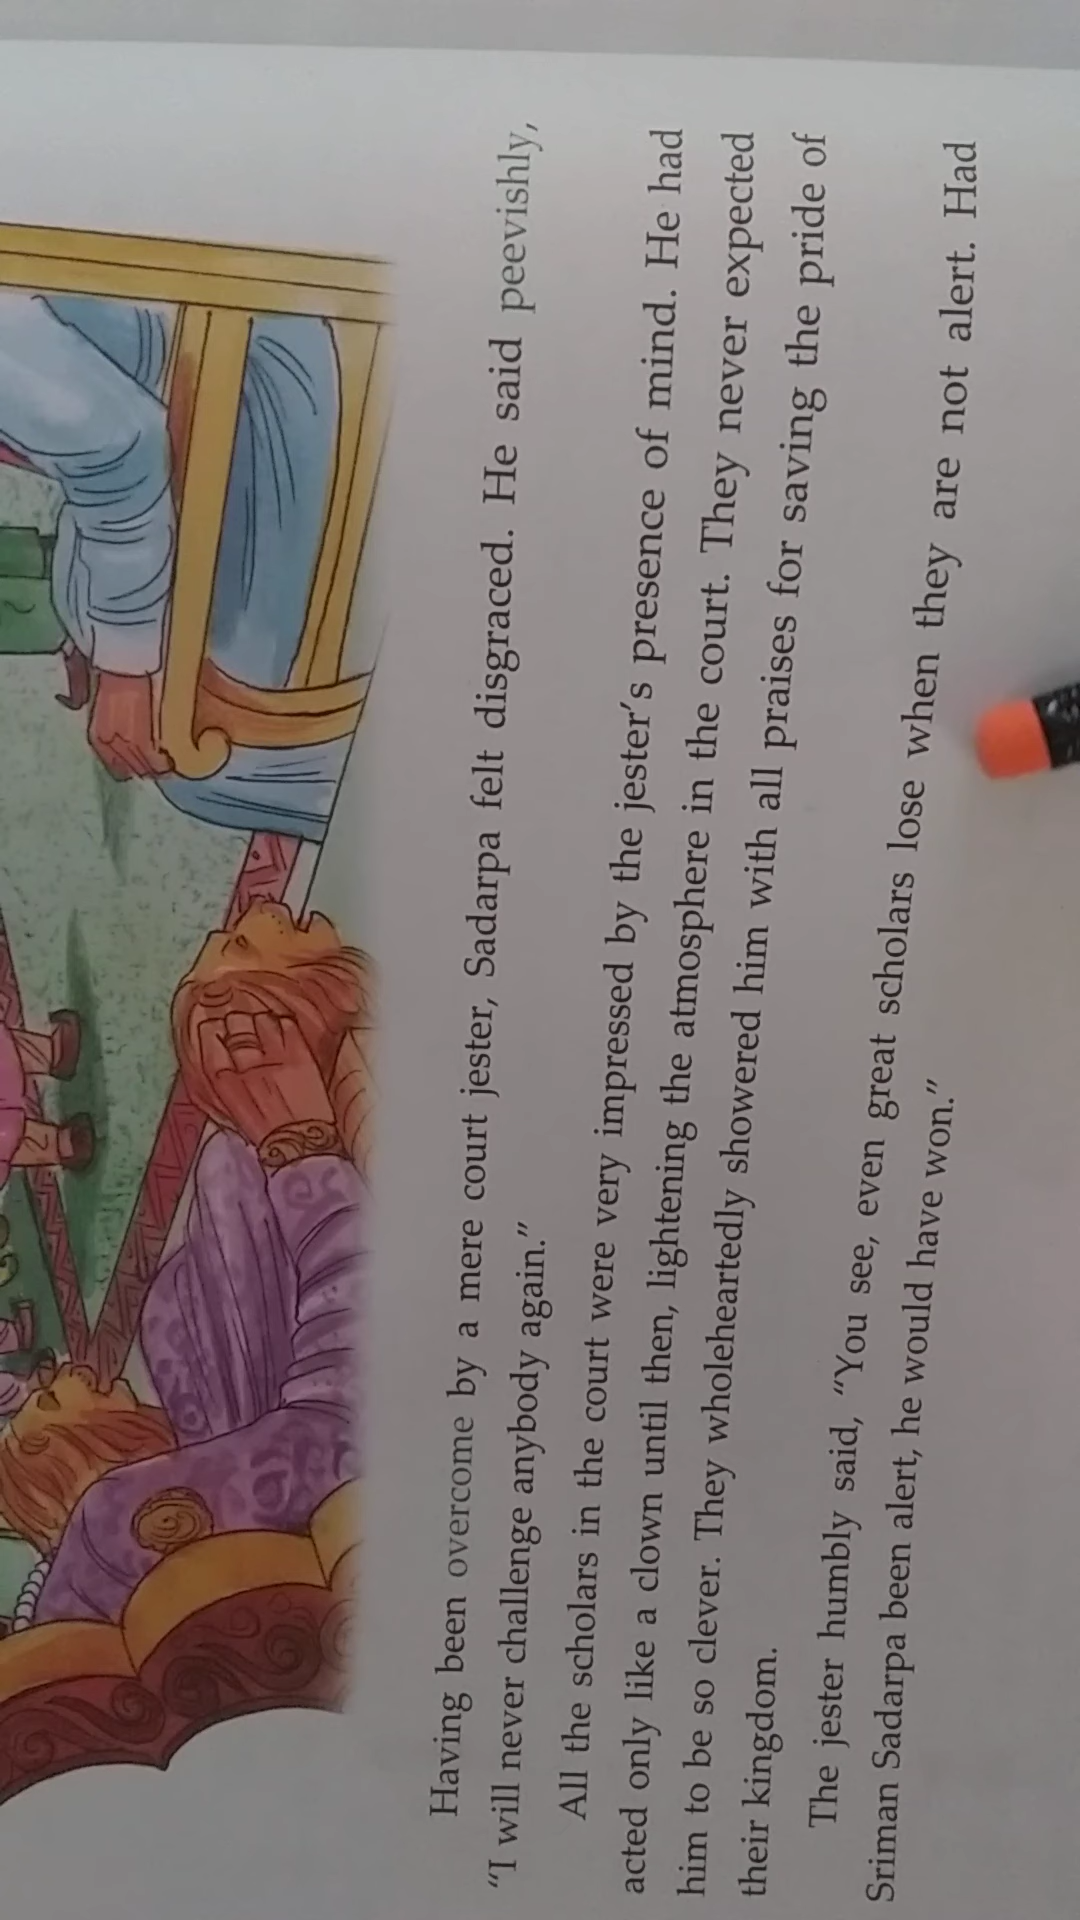 Having been overcome by a mere court jester, Sadarpa felt disgraced. He said peevishly,
“I will never challenge anybody again.”
All the scholars in the court were very impressed by the jester’s presence of mind. He had
acted only like a clown until then, lightening the atmosphere in the court. They never expected
him to be so clever. They wholeheartedly showered him with all praises for saving the pride of
their kingdom.
The jester humbly said, “You see, even great scholars lose when they are not alert. Had
Sriman Sadarpa been alert, he would have won.”